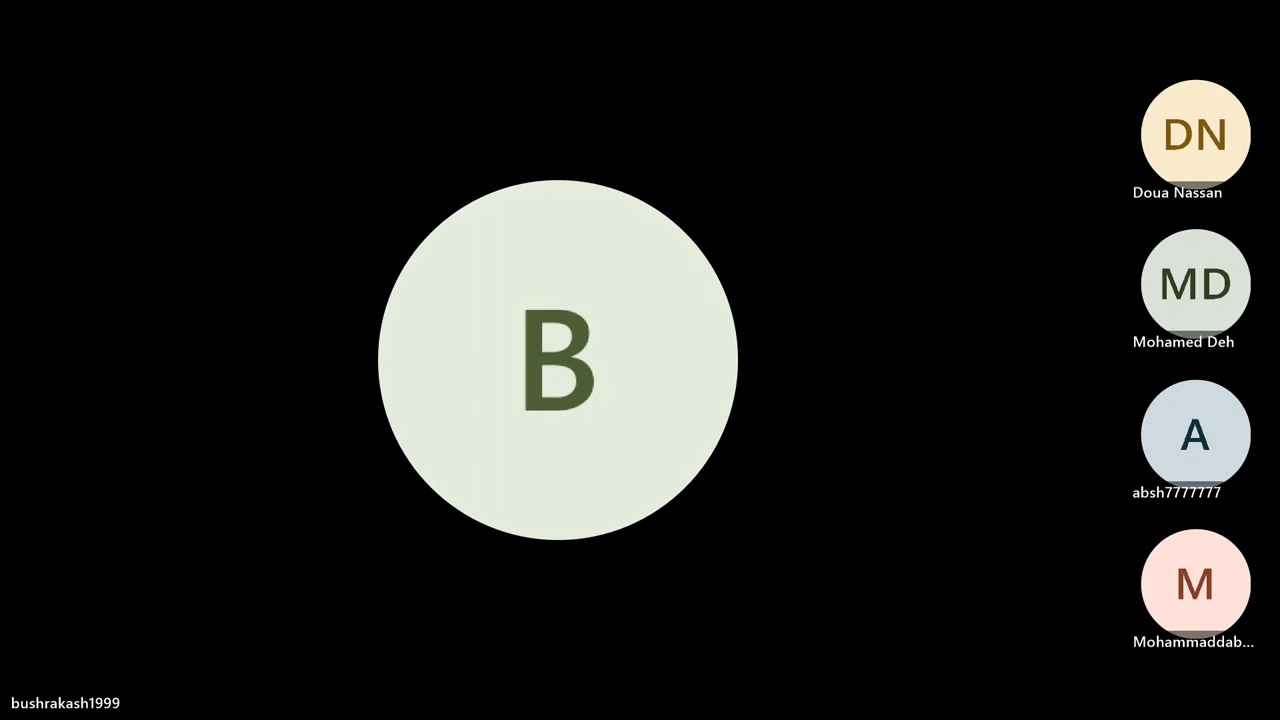 B
bushrakash1999
DN
Doua Nassan
MD
Mohamed Deh
A
absh7777777
M
Mohammaddab...